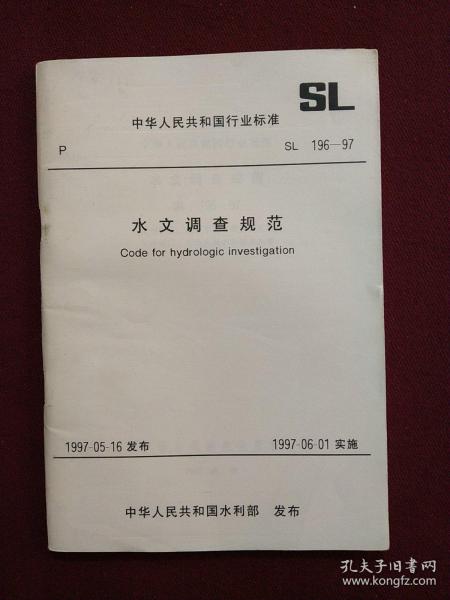 SL
中华人民共和国行业标准
P
SL 196—97
水文调查规范
Code for hydrologic investigation
1997-05-16 发布
1997-06-01 实施
中华人民共和国水利部 发布
孔夫子旧书网
www.kongfz.com